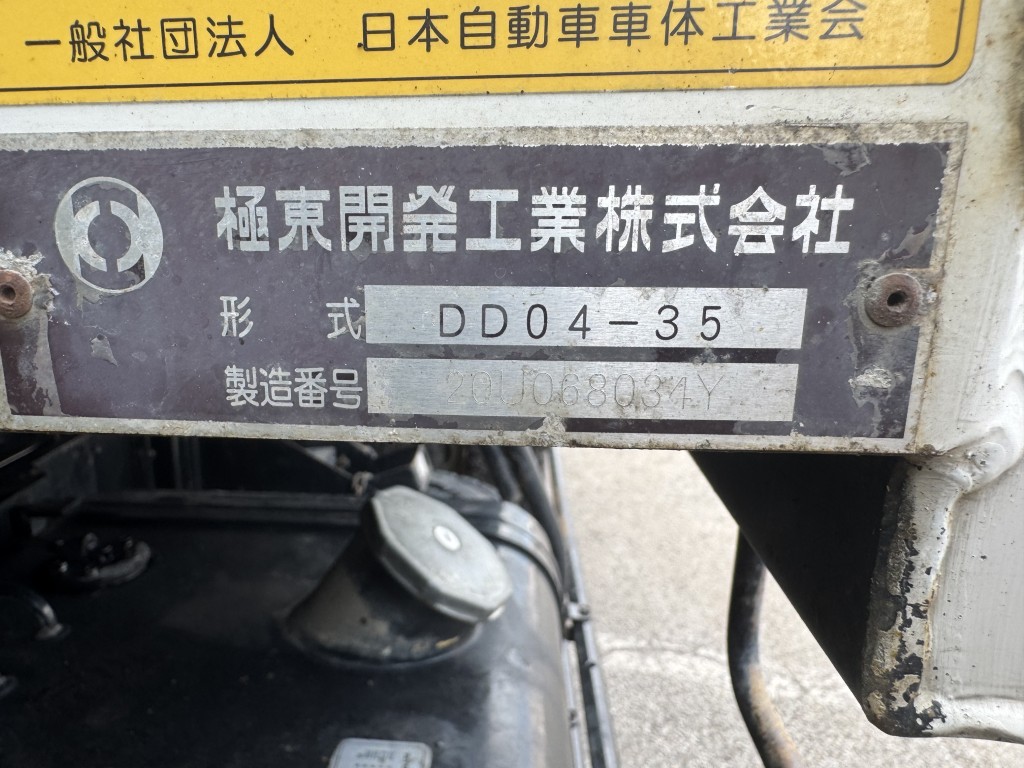 一般社団法人 日本自動車車体工業会
極東開発工業株式会社
形 式 DD04-35
製造番号 20U068034Y